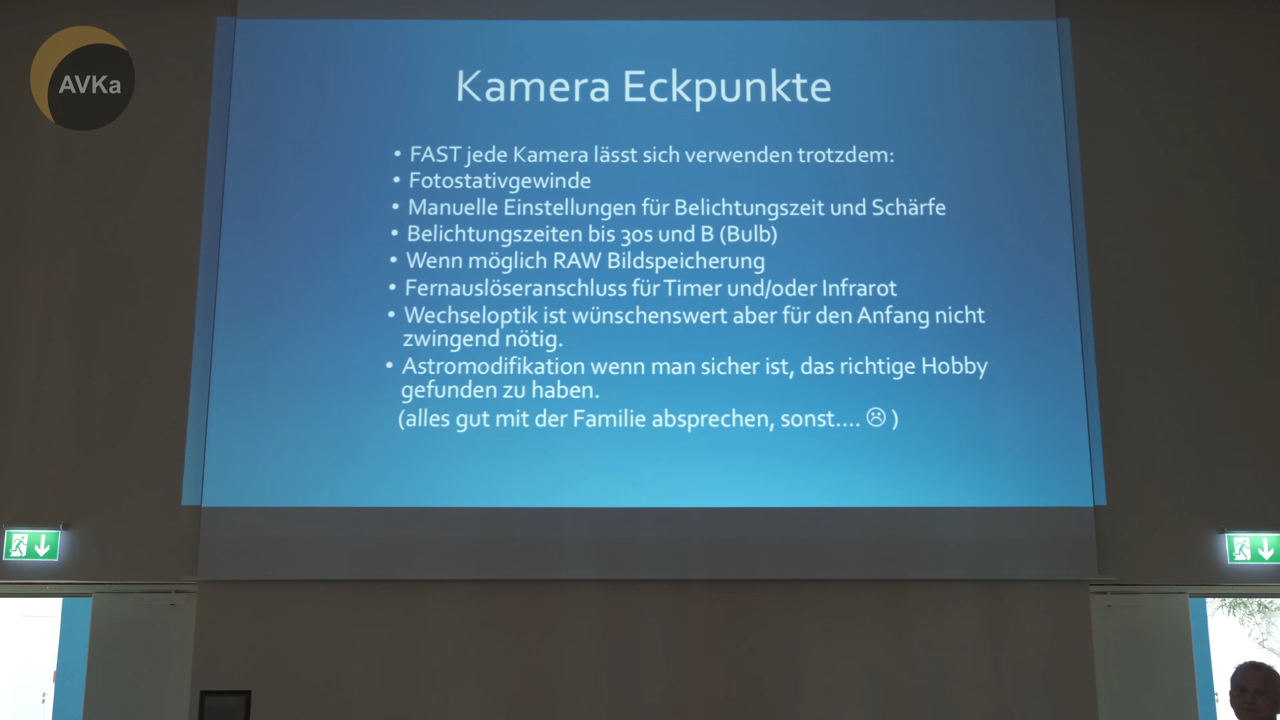 AVKa
Kamera Eckpunkte
• FAST jede Kamera lässt sich verwenden trotzdem:
• Fotostativgewinde
• Manuelle Einstellungen für Belichtungszeit und Schärfe
• Belichtungszeiten bis 30s und B (Bulb)
• Wenn möglich RAW Bildspeicherung
• Fernauslöseranschluss für Timer und/oder Infrarot
• Wechseloptik ist wünschenswert aber für den Anfang nicht
zwingend nötig.
• Astromodifikation wenn man sicher ist, das richtige Hobby
gefunden zu haben.
(alles gut mit der Familie absprechen, sonst.... ☹ )